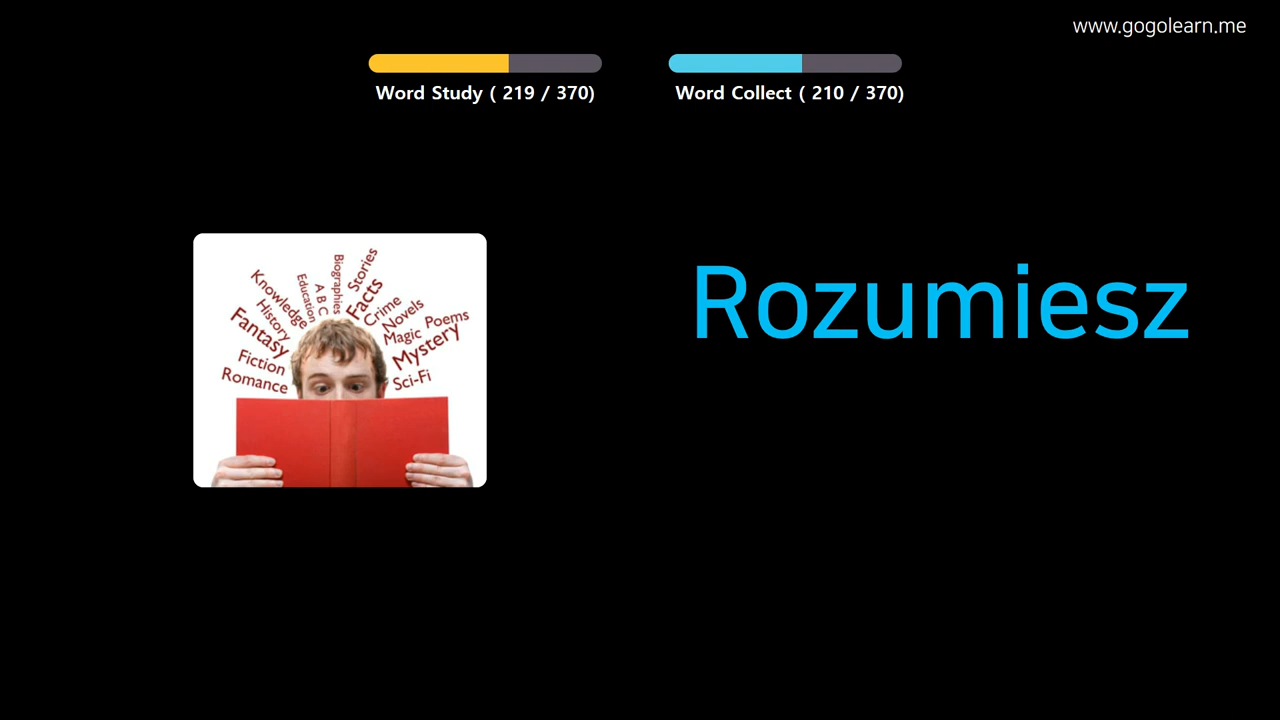 www.gogolearn.me
Word Study ( 219 / 370)
Word Collect ( 210 / 370)
Rozumiesz
Knowledge
History
Fantasy
Fiction
Romance
Education
A B C
Biographies
Stories
Facts
Crime
Novels
Magic
Poems
Mystery
Sci-Fi